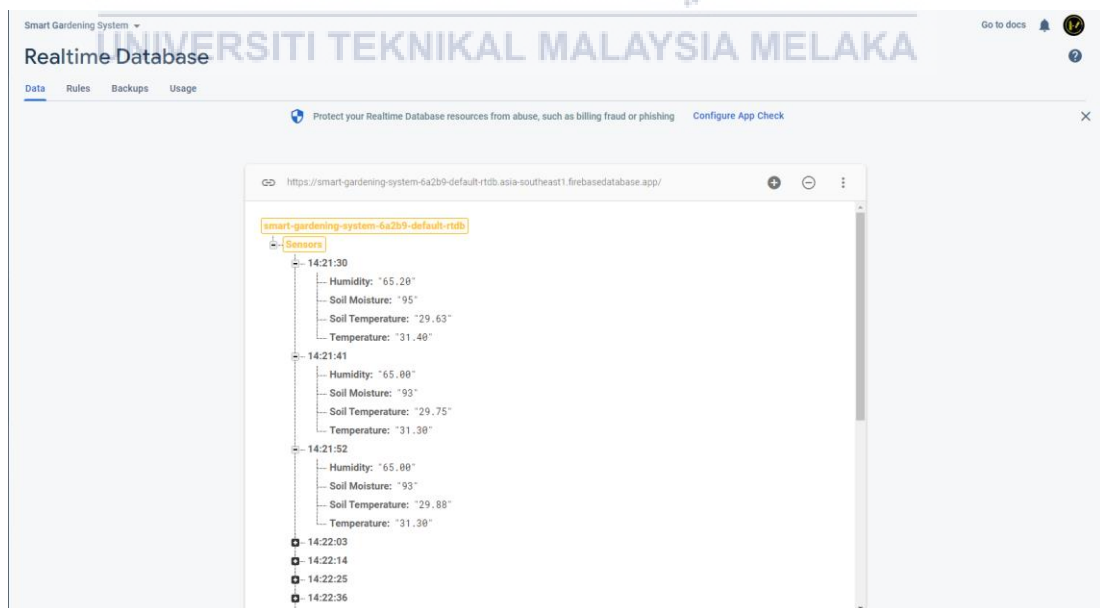 Smart Gardening System
Go to docs
UNIVERSITI TEKNIKAL MALAYSIA MELAKA
Realtime Database
Data Rules Backups Usage
Protect your Realtime Database resources from abuse, such as billing fraud or phishing Configure App Check
https://smart-gardening-system-6a2b9-default-rtdb.asia-southeast1.firebasedatabase.app/
smart-gardening-system-6a2b9-default-rtdb
Sensors
14:21:30
Humidity: "65.20"
Soil Moisture: "95"
Soil Temperature: "29.63"
Temperature: "31.40"
14:21:41
Humidity: "65.00"
Soil Moisture: "93"
Soil Temperature: "29.75"
Temperature: "31.30"
14:21:52
Humidity: "65.00"
Soil Moisture: "93"
Soil Temperature: "29.88"
Temperature: "31.30"
14:22:03
14:22:14
14:22:25
14:22:36